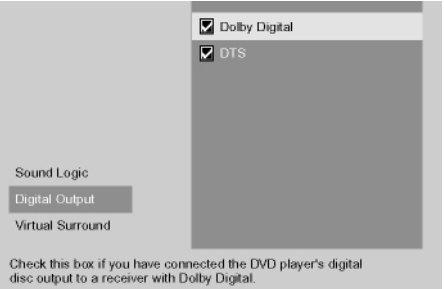 Dolby Digital
DTS
Sound Logic
Digital Output
Virtual Surround
Check this box if you have connected the DVD player's digital
disc output to a receiver with Dolby Digital.